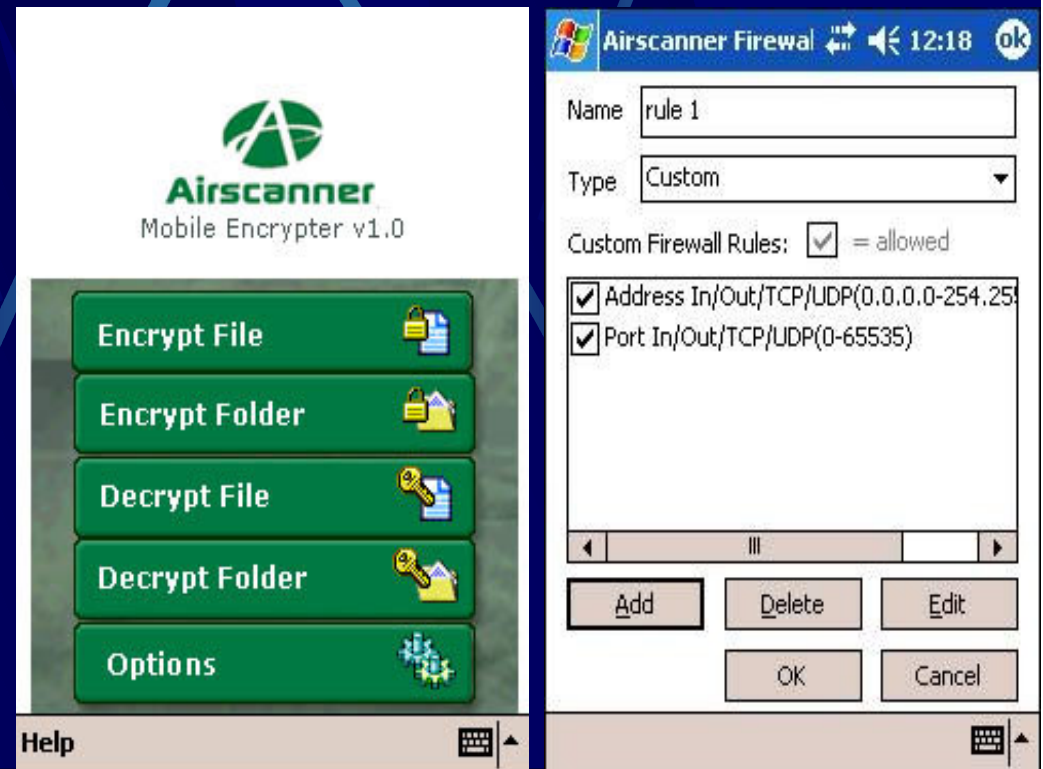 Airscanner
Mobile Encrypter v1.0
Encrypt File
Encrypt Folder
Decrypt File
Decrypt Folder
Options
Help
Airscanner Firewal 12:18 ok
Name rule 1
Type Custom
Custom Firewall Rules: = allowed
Address In/Out/TCP/UDP(0.0.0.0-254.25
Port In/Out/TCP/UDP(0-65535)
Add Delete Edit
OK Cancel